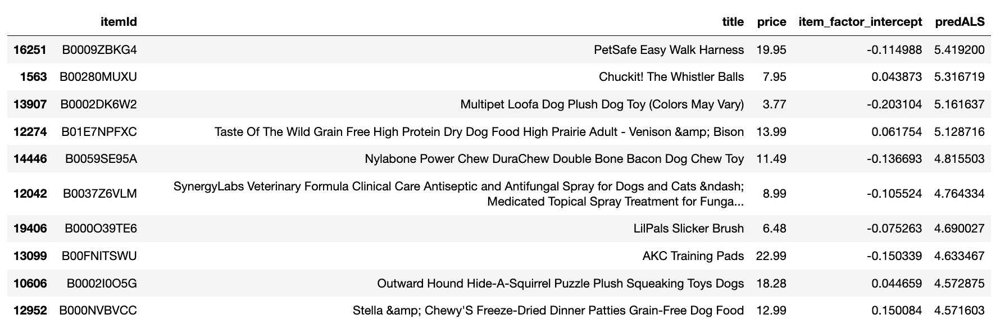 itemId title price item_factor_intercept predALS
16251 B0009ZBKG4 PetSafe Easy Walk Harness 19.95 -0.114988 5.419200
1563 B00280MUXU Chuckit! The Whistler Balls 7.95 0.043873 5.316719
13907 B0002DK6W2 Multipet Loofa Dog Plush Dog Toy (Colors May Vary) 3.77 -0.203104 5.161637
12274 B01E7NPFXC Taste Of The Wild Grain Free High Protein Dry Dog Food High Prairie Adult - Venison &amp; Bison 13.99 0.061754 5.128716
14446 B0059SE95A Nylabone Power Chew DuraChew Double Bone Bacon Dog Chew Toy 11.49 -0.136693 4.815503
SynergyLabs Veterinary Formula Clinical Care Antiseptic and Antifungal Spray for Dogs and Cats &ndash;
12042 B0037Z6VLM Medicated Topical Spray Treatment for Funga... 8.99 -0.105524 4.764334
19406 B000O39TE6 LilPals Slicker Brush 6.48 -0.075263 4.690027
13099 B00FNITSWU AKC Training Pads 22.99 -0.150339 4.633467
10606 B0002I0O5G Outward Hound Hide-A-Squirrel Puzzle Plush Squeaking Toys Dogs 18.28 0.044659 4.572875
12952 B000NVBVCC Stella &amp; Chewy'S Freeze-Dried Dinner Patties Grain-Free Dog Food 12.99 0.150084 4.571603